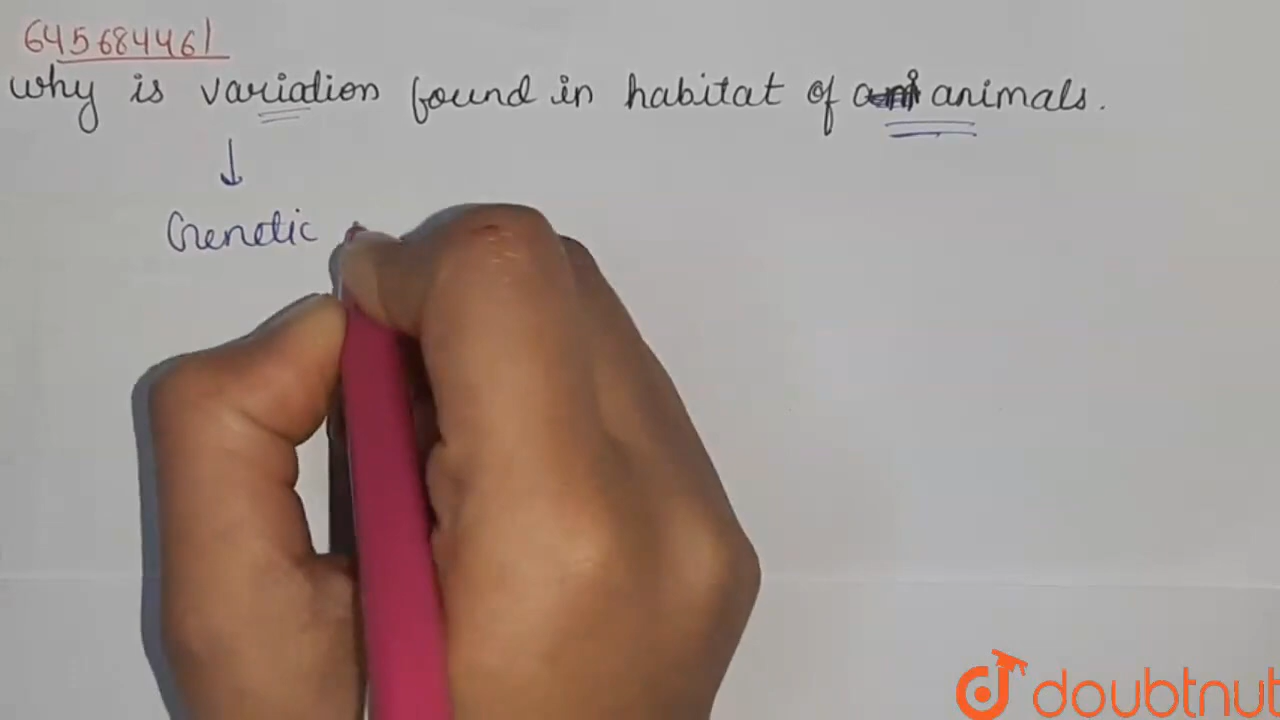 645684461
why is variation found in habitat of animals.
↓
Genetic
doubtnut